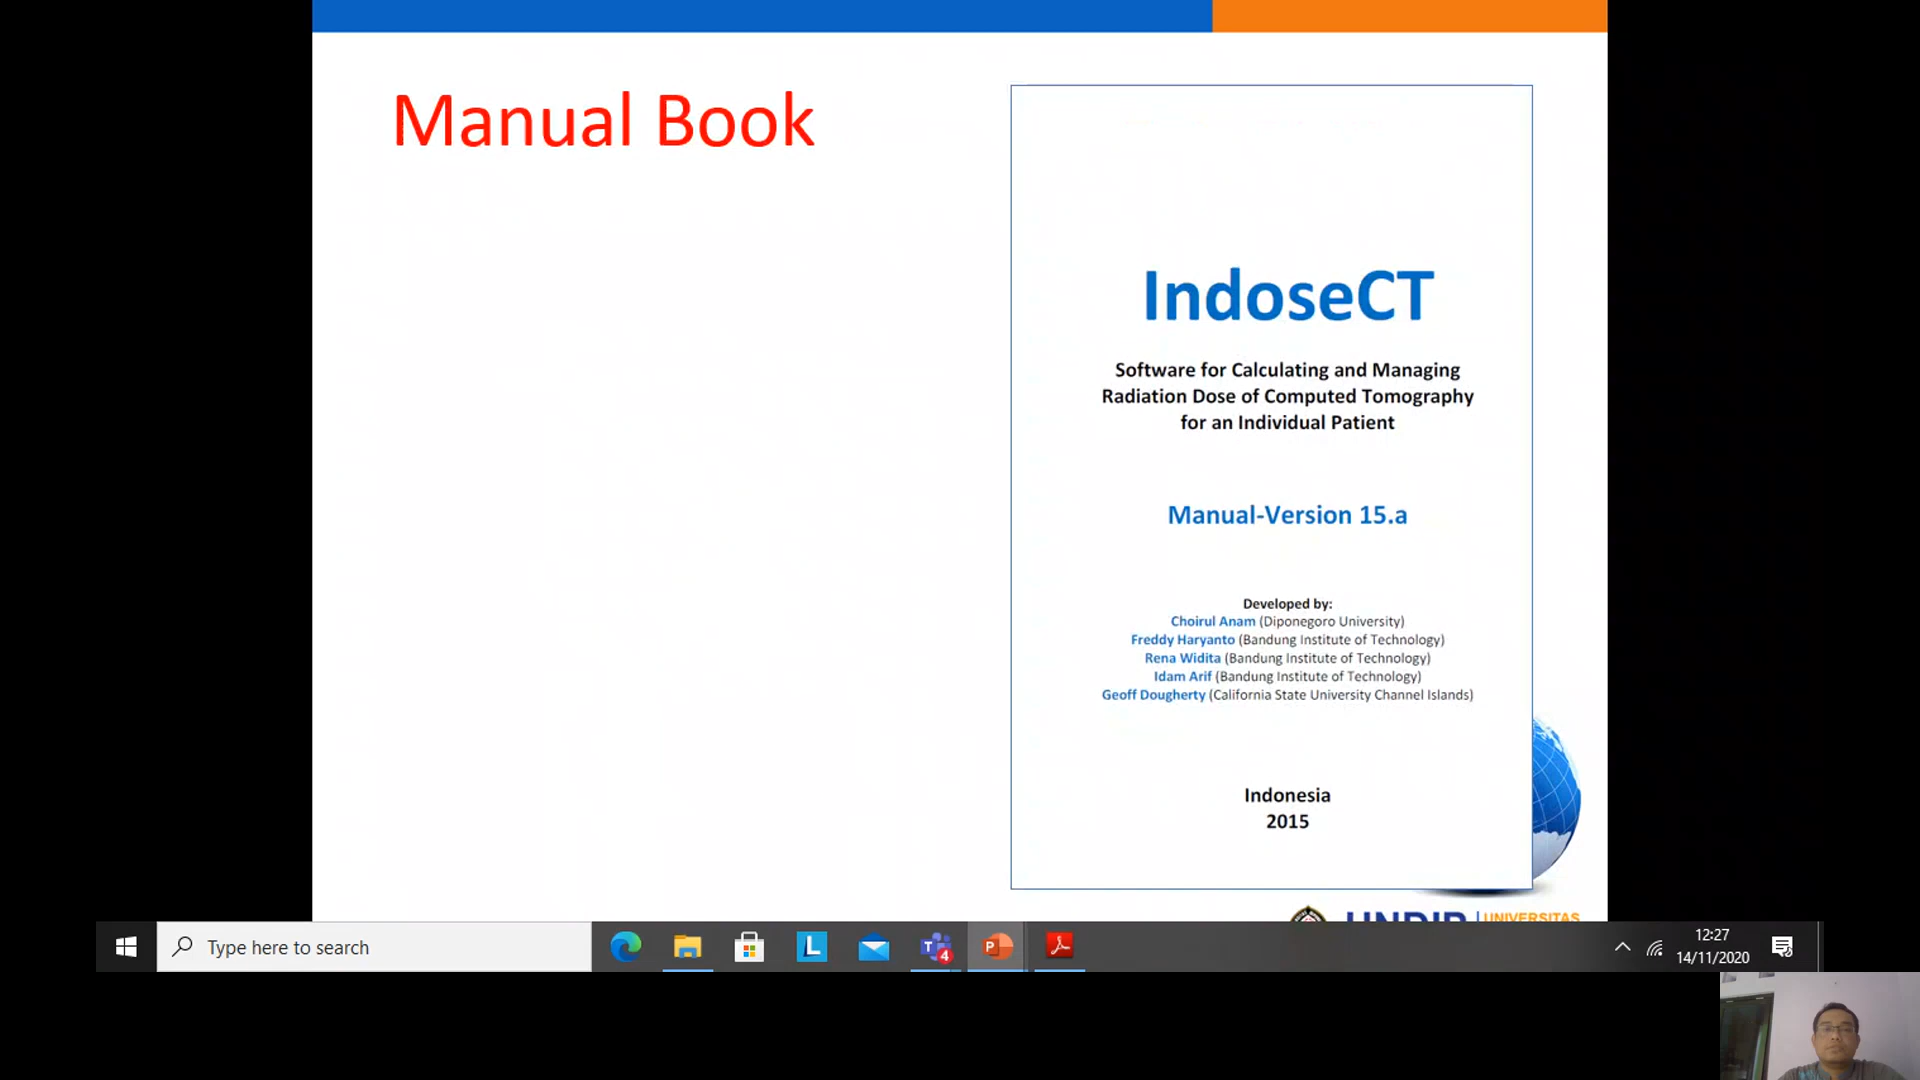 Manual Book
IndoseCT
Software for Calculating and Managing
Radiation Dose of Computed Tomography
for an Individual Patient
Manual-Version 15.a
Developed by:
Choirul Anam (Diponegoro University)
Freddy Haryanto (Bandung Institute of Technology)
Rena Widita (Bandung Institute of Technology)
Idam Arif (Bandung Institute of Technology)
Geoff Dougherty (California State University Channel Islands)
Indonesia
2015
UNDIP UNIVERSITAS
Type here to search
L
T
4
P
12:27
14/11/2020